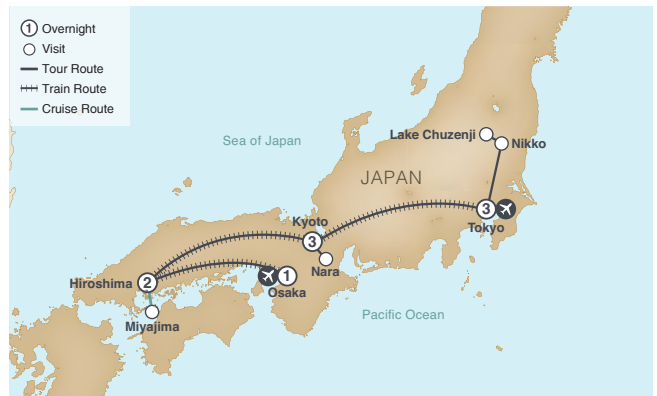 1 Overnight
Visit
Tour Route
Train Route
Cruise Route
Sea of Japan
Lake Chuzenji
Nikko
JAPAN
3
Tokyo
Kyoto
3
Nara
Hiroshima
2
1
Osaka
Miyajima
Pacific Ocean